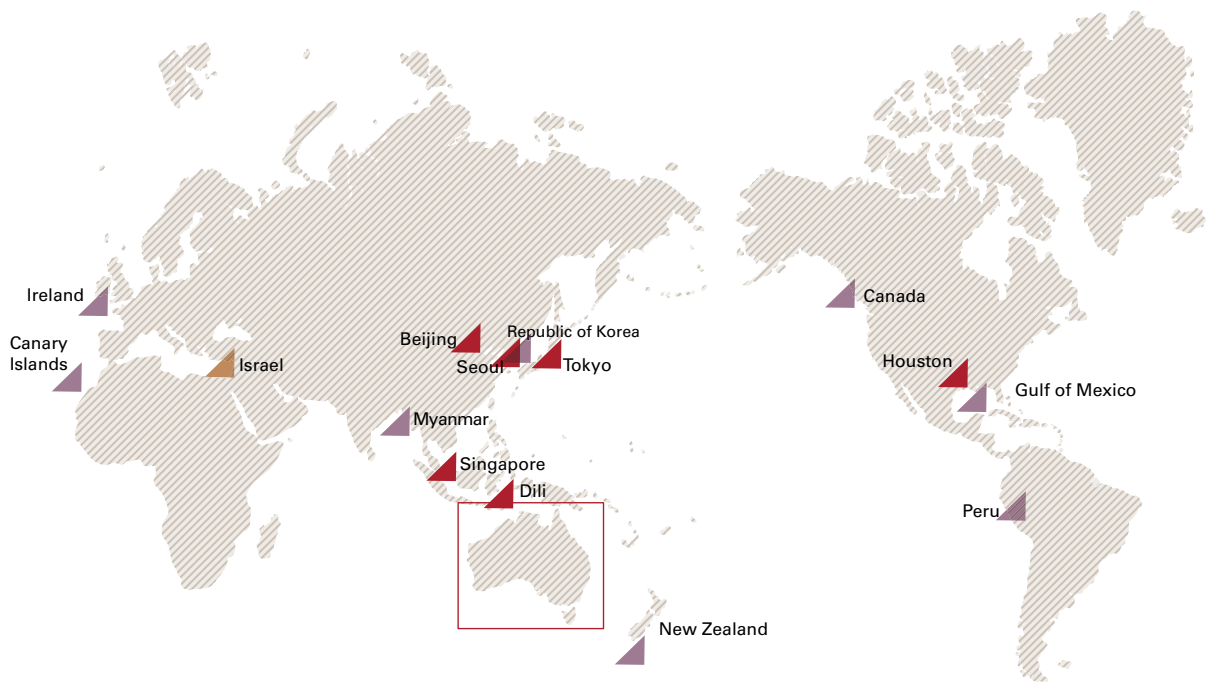 Ireland
Canary
Islands
Israel
Beijing
Republic of Korea
Seoul
Tokyo
Myanmar
Singapore
Dili
New Zealand
Canada
Houston
Gulf of Mexico
Peru